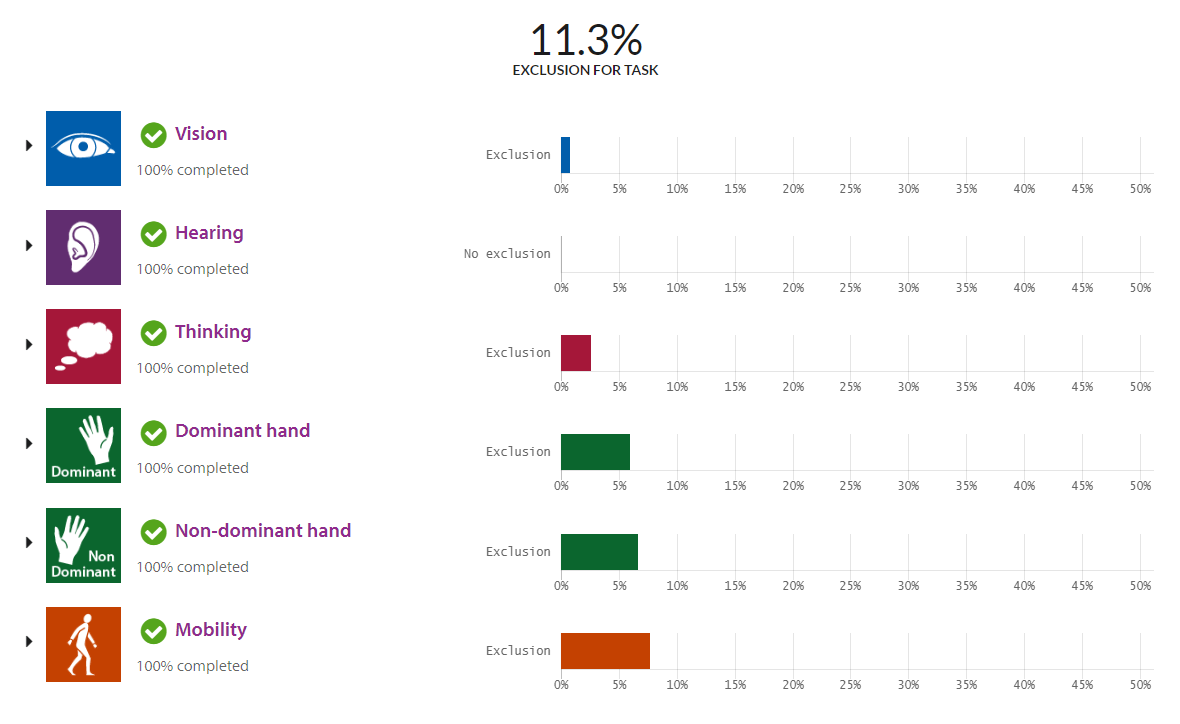 11.3%
EXCLUSION FOR TASK
Vision
100% completed
Exclusion
0% 5% 10% 15% 20% 25% 30% 35% 40% 45% 50%
Hearing
100% completed
No exclusion
0% 5% 10% 15% 20% 25% 30% 35% 40% 45% 50%
Thinking
100% completed
Exclusion
0% 5% 10% 15% 20% 25% 30% 35% 40% 45% 50%
Dominant
Dominant hand
100% completed
Exclusion
0% 5% 10% 15% 20% 25% 30% 35% 40% 45% 50%
Non
Dominant
Non-dominant hand
100% completed
Exclusion
0% 5% 10% 15% 20% 25% 30% 35% 40% 45% 50%
Mobility
100% completed
Exclusion
0% 5% 10% 15% 20% 25% 30% 35% 40% 45% 50%